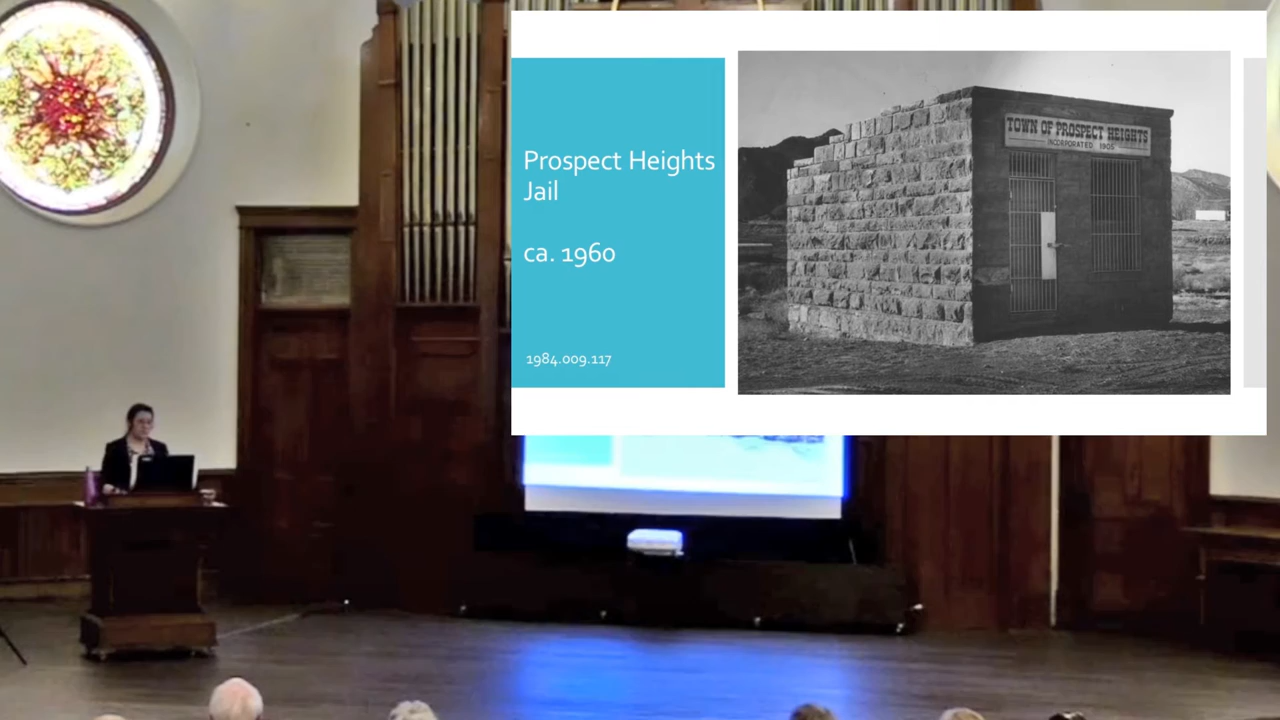 Prospect Heights
Jail
ca. 1960
1984.009.117
TOWN OF PROSPECT HEIGHTS
INCORPORATED 1905